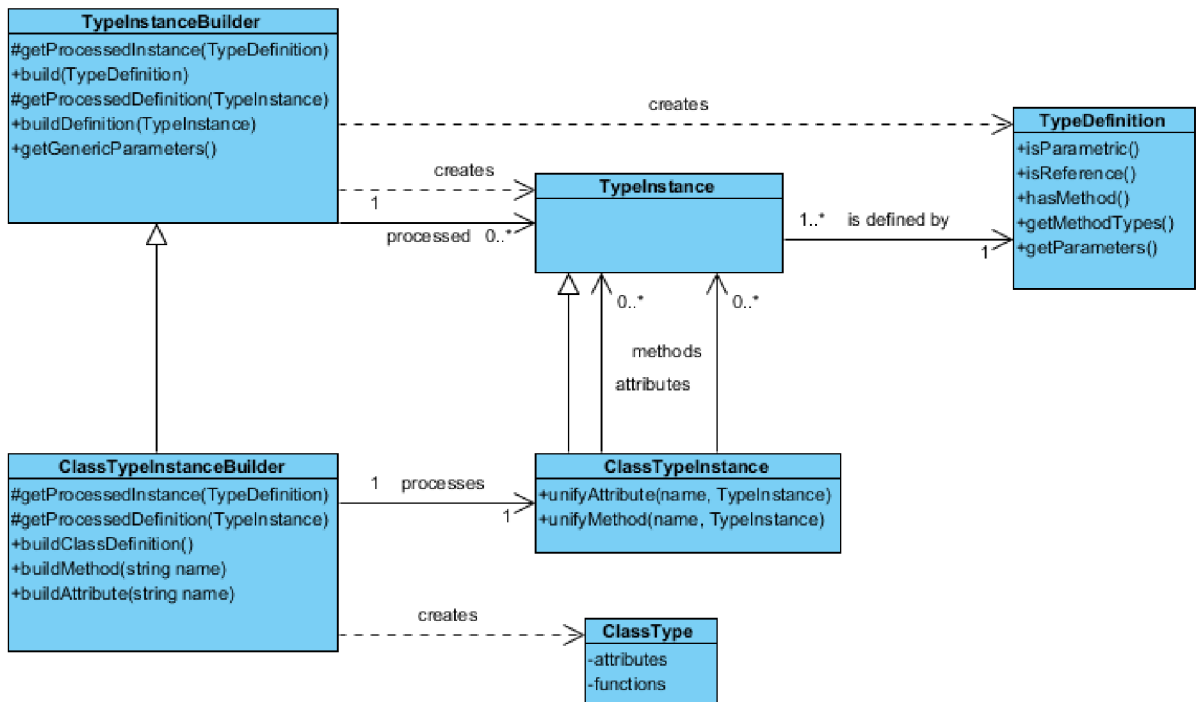 TypeInstanceBuilder
#getProcessedInstance(TypeDefinition)
+build(TypeDefinition)
#getProcessedDefinition(TypeInstance)
+buildDefinition(TypeInstance)
+getGenericParameters()
creates
TypeDefinition
+isParametric()
+isReference()
+hasMethod()
+getMethodTypes()
+getParameters()
creates
1
processed 0..*
TypeInstance
1..* is defined by
1
0..*
0..*
methods
attributes
ClassTypeInstanceBuilder
#getProcessedInstance(TypeDefinition)
#getProcessedDefinition(TypeInstance)
+buildClassDefinition()
+buildMethod(string name)
+buildAttribute(string name)
1 processes
1
ClassTypeInstance
+unifyAttribute(name, TypeInstance)
+unifyMethod(name, TypeInstance)
creates
ClassType
-attributes
-functions